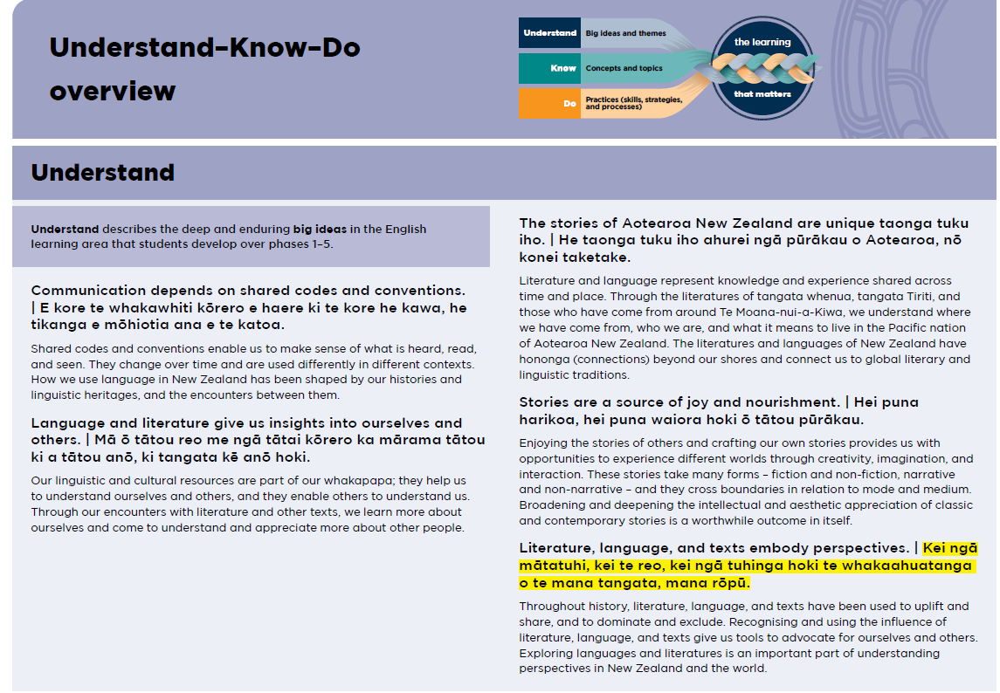 Understand–Know–Do
overview
Understand
Big ideas and themes
Know
Concepts and topics
Do
Practices (skills, strategies,
and processes)
the learning
that matters
Understand
Understand describes the deep and enduring big ideas in the English
learning area that students develop over phases 1–5.
Communication depends on shared codes and conventions.
| E kore te whakawhiti kōrero e haere ki te kore he kawa, he
tikanga e mōhiotia ana e te katoa.
Shared codes and conventions enable us to make sense of what is heard, read,
and seen. They change over time and are used differently in different contexts.
How we use language in New Zealand has been shaped by our histories and
linguistic heritages, and the encounters between them.
Language and literature give us insights into ourselves and
others. | Mā ō tātou reo me ngā tātai kōrero ka mārama tātou
ki a tātou anō, ki tangata kē anō hoki.
Our linguistic and cultural resources are part of our whakapapa; they help us
to understand ourselves and others, and they enable others to understand us.
Through our encounters with literature and other texts, we learn more about
ourselves and come to understand and appreciate more about other people.
The stories of Aotearoa New Zealand are unique taonga tuku
iho. | He taonga tuku iho ahurei ngā pūrākau o Aotearoa, nō
konei taketake.
Literature and language represent knowledge and experience shared across
time and place. Through the literatures of tangata whenua, tangata Tiriti, and
those who have come from around Te Moana-nui-a-Kiwa, we understand where
we have come from, who we are, and what it means to live in the Pacific nation
of Aotearoa New Zealand. The literatures and languages of New Zealand have
hononga (connections) beyond our shores and connect us to global literary and
linguistic traditions.
Stories are a source of joy and nourishment. | Hei puna
harikoa, hei puna waiora hoki ō tātou pūrākau.
Enjoying the stories of others and crafting our own stories provides us with
opportunities to experience different worlds through creativity, imagination, and
interaction. These stories take many forms – fiction and non-fiction, narrative
and non-narrative – and they cross boundaries in relation to mode and medium.
Broadening and deepening the intellectual and aesthetic appreciation of classic
and contemporary stories is a worthwhile outcome in itself.
Literature, language, and texts embody perspectives. | Kei ngā
mātatuhi, kei te reo, kei ngā tuhinga hoki te whakaahuatanga
o te mana tangata, mana rōpū.
Throughout history, literature, language, and texts have been used to uplift and
share, and to dominate and exclude. Recognising and using the influence of
literature, language, and texts give us tools to advocate for ourselves and others.
Exploring languages and literatures is an important part of understanding
perspectives in New Zealand and the world.